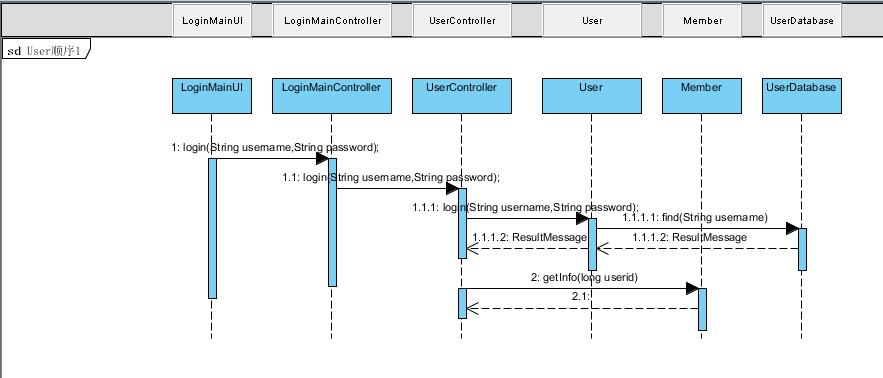 LoginMainUI LoginMainController UserController User Member UserDatabase
sd User顺序1
LoginMainUI LoginMainController UserController User Member UserDatabase
1: login(String username,String password);
1.1: login(String username,String password);
1.1.1: login(String username,String password);
1.1.1.1: find(String username)
1.1.1.2: ResultMessage 1.1.1.2: ResultMessage
2: getInfo(long userid)
2.1: